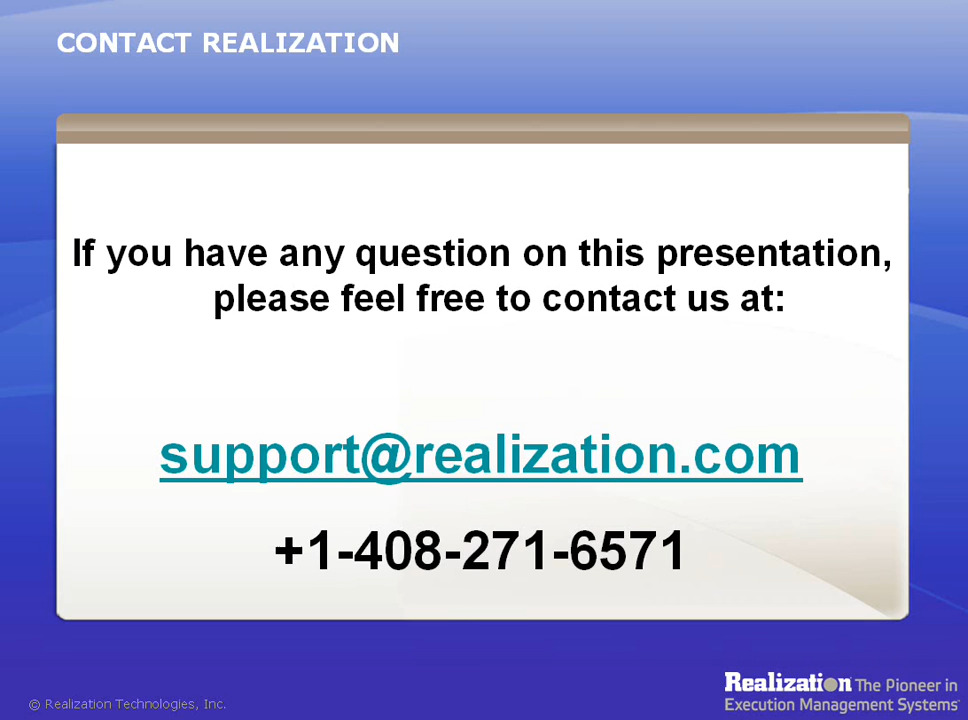 CONTACT REALIZATION
If you have any question on this presentation,
please feel free to contact us at:
support@realization.com
+1-408-271-6571
© Realization Technologies, Inc.
Realization® The Pioneer in
Execution Management Systems®